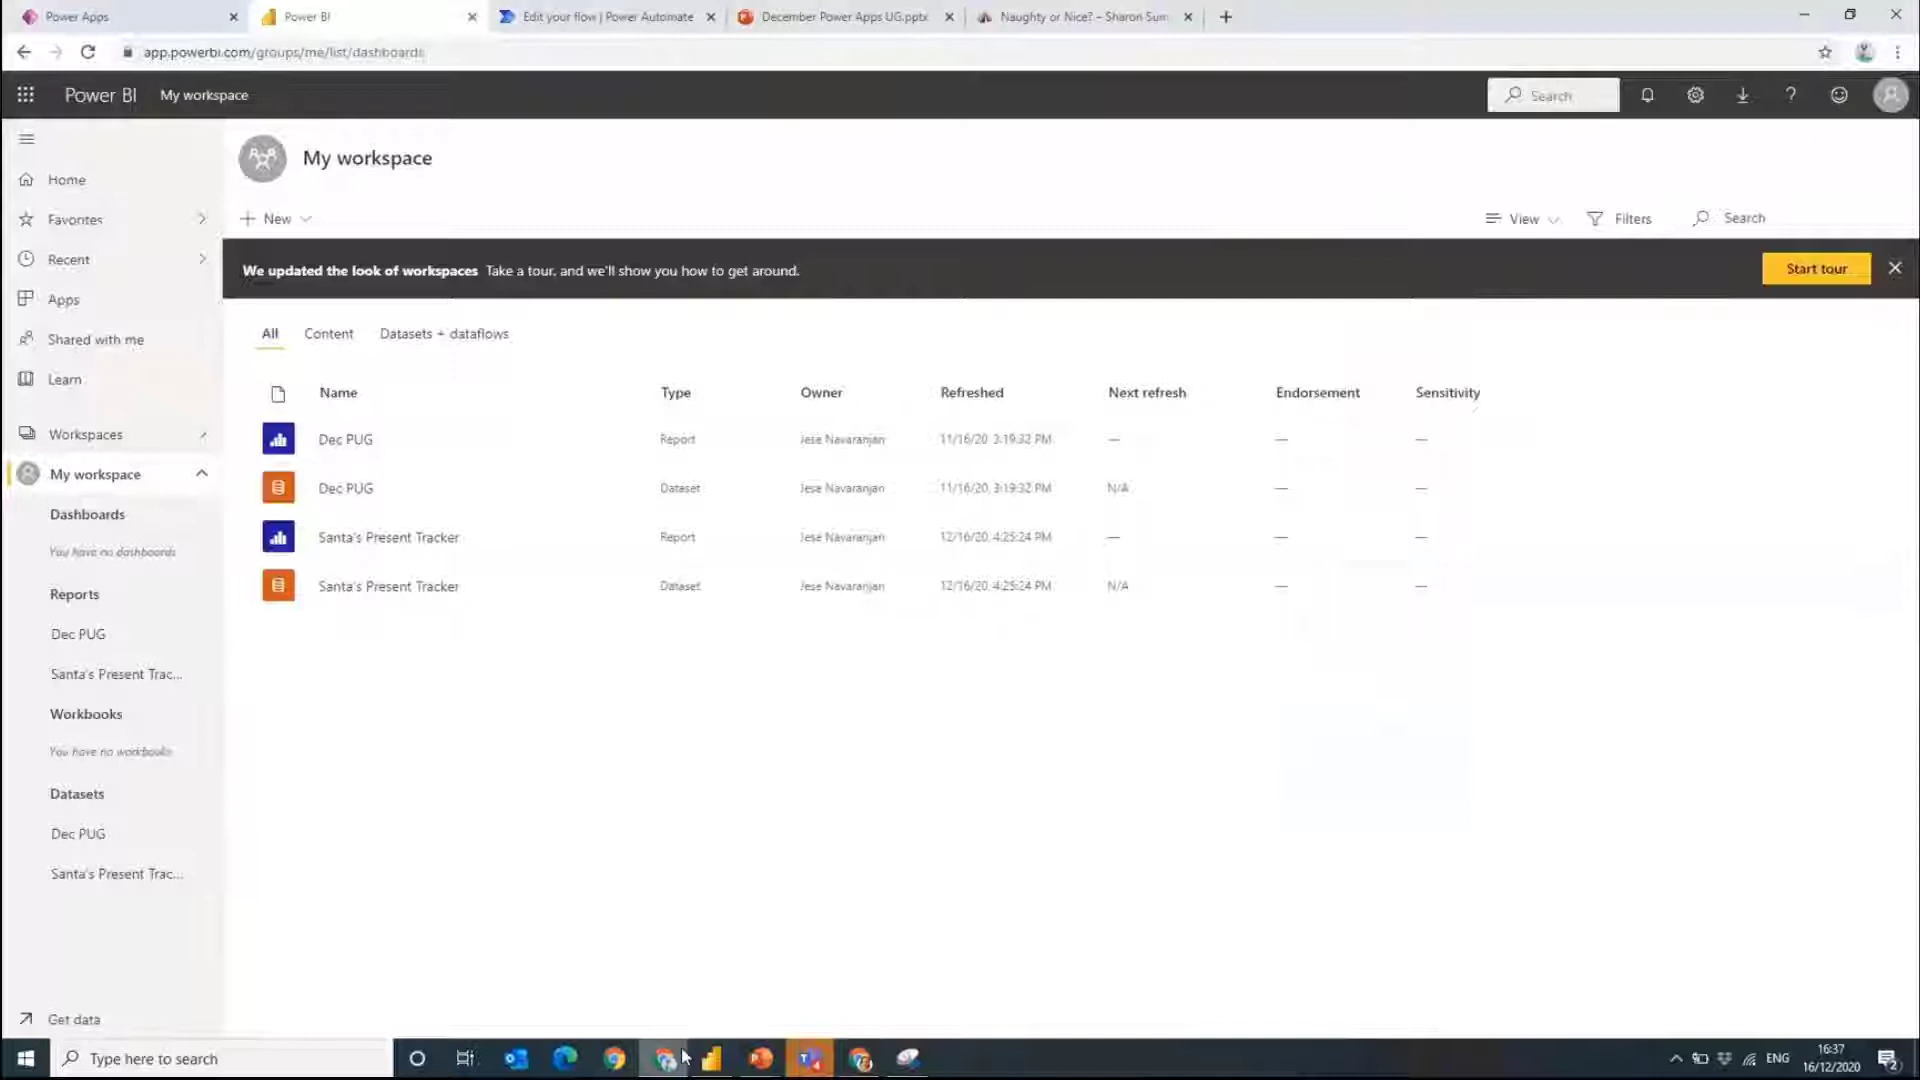 Power Apps
Power BI
Edit your flow | Power Automate
December Power Apps UG.pptx
Naughty or Nice? – Sharon Sum
app.powerbi.com/groups/me/list/dashboards
Power BI My workspace
Search
My workspace
Home
New
View
Filters
Search
Favorites
We updated the look of workspaces Take a tour, and we'll show you how to get around.
Start tour
Recent
Apps
Shared with me
Learn
All Content Datasets + dataflows
Name Type Owner Refreshed Next refresh Endorsement Sensitivity
Dec PUG Report Jese Navaranjan 11/16/20, 3:19:32 PM — — —
Dec PUG Dataset Jese Navaranjan 11/16/20, 3:19:32 PM N/A — —
Santa's Present Tracker Report Jese Navaranjan 12/16/20, 4:25:24 PM — — —
Santa's Present Tracker Dataset Jese Navaranjan 12/16/20, 4:25:24 PM N/A — —
Workspaces
My workspace
Dashboards
You have no dashboards
Reports
Dec PUG
Santa's Present Trac...
Workbooks
You have no workbooks
Datasets
Dec PUG
Santa's Present Trac...
Get data
Type here to search
ENG
16:37
16/12/2020
2